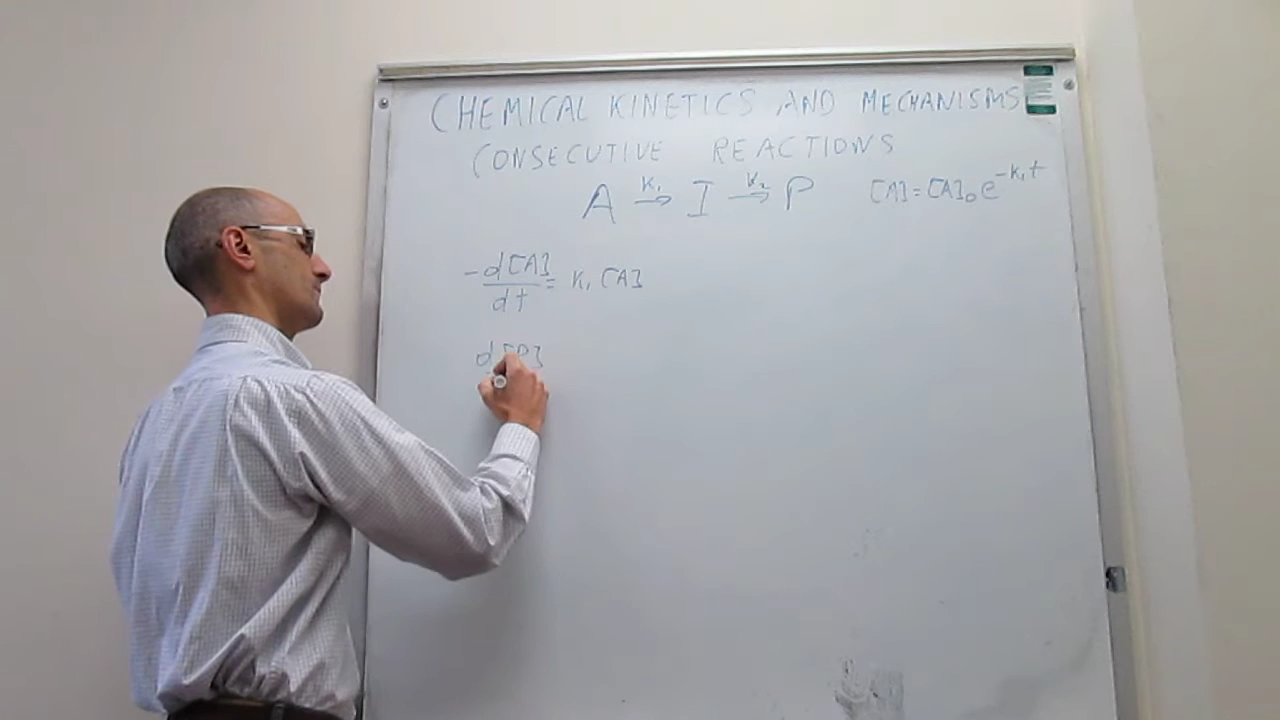 CHEMICAL KINETICS AND MECHANISMS
CONSECUTIVE REACTIONS
A →(k₁) I →(k₂) P [A]=[A]₀e^(-k₁t)
-d[A]/dt = k₁[A]
d[P]